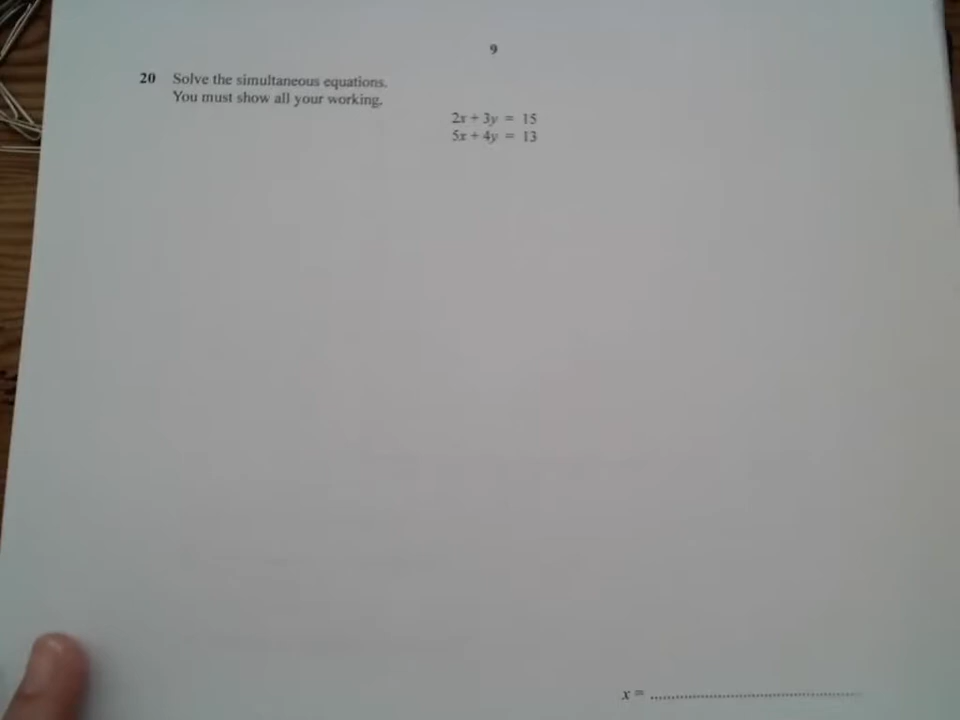 9
20 Solve the simultaneous equations.
You must show all your working.
2x + 3y = 15
5x + 4y = 13
x = ..................................................